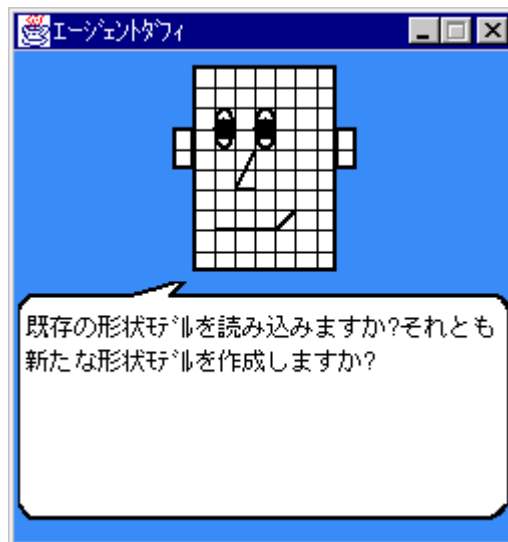 エージェントダフィ
既存の形状モデルを読み込みますか?それとも
新たな形状モデルを作成しますか?